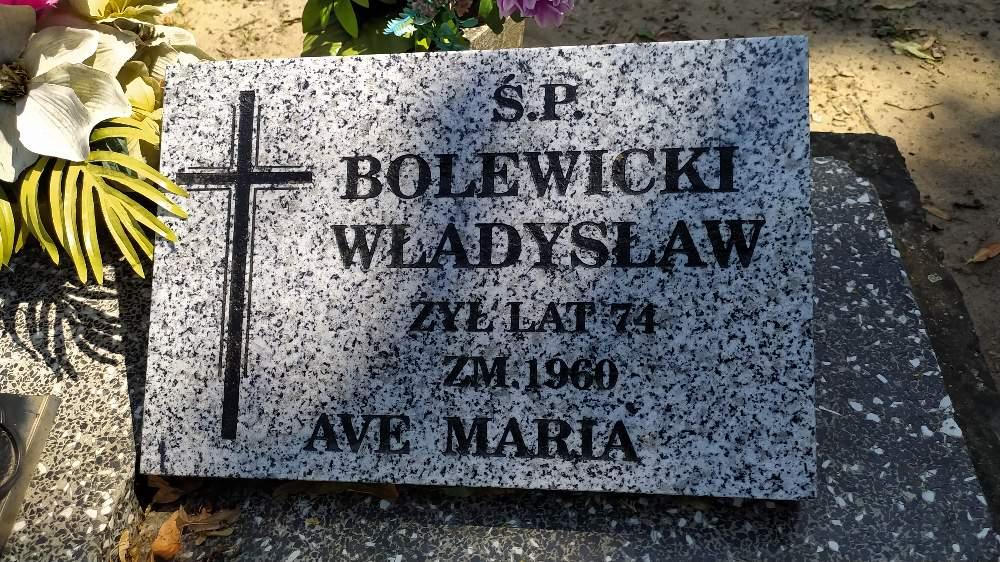 Ś.P.
BOLEWICKI
WŁADYSŁAW
ŻYŁ LAT 74
ZM. 1960
AVE MARIA